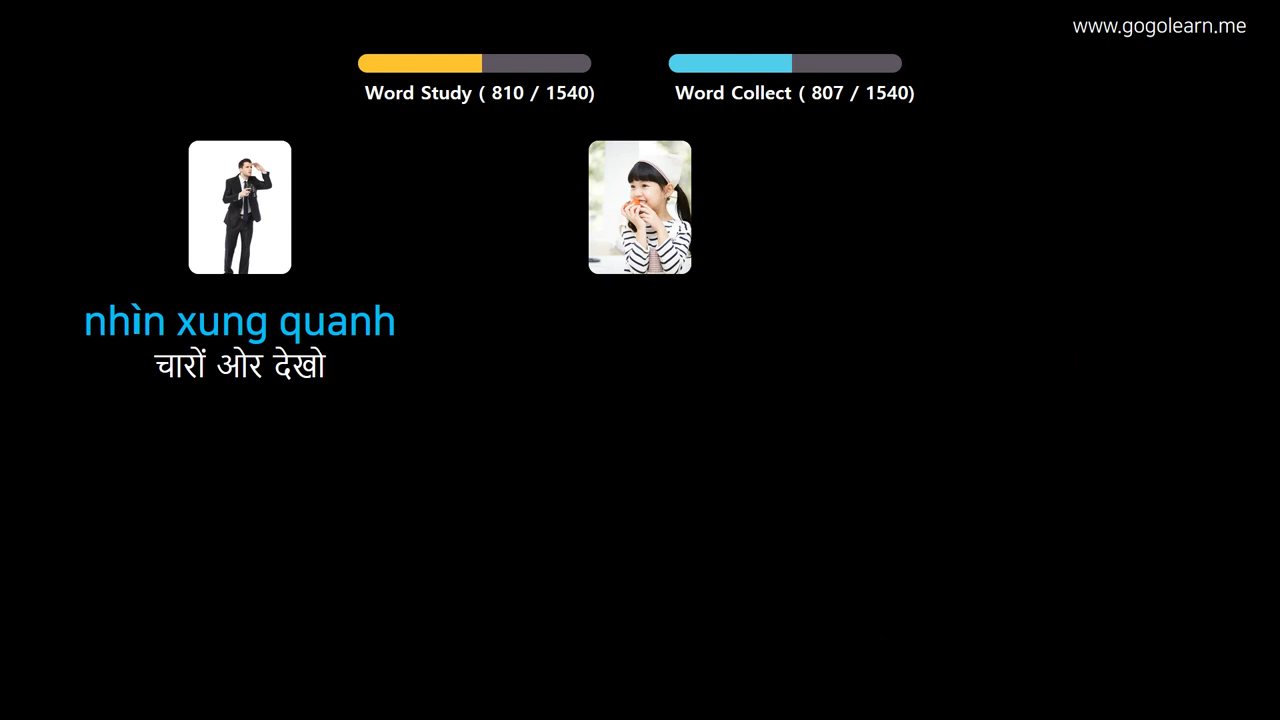 www.gogolearn.me
Word Study ( 810 / 1540)
Word Collect ( 807 / 1540)
nhìn xung quanh
चारों ओर देखो